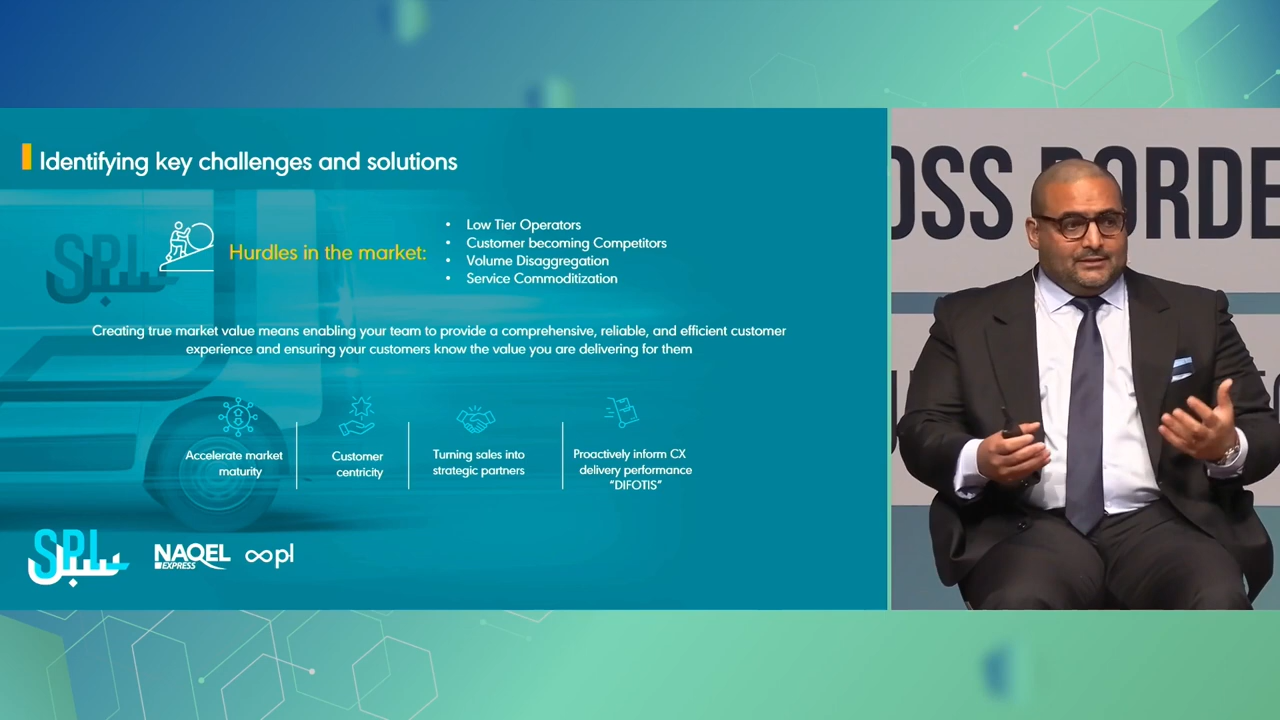 Identifying key challenges and solutions
SPL
سبل
Hurdles in the market:
• Low Tier Operators
• Customer becoming Competitors
• Volume Disaggregation
• Service Commoditization
Creating true market value means enabling your team to provide a comprehensive, reliable, and efficient customer
experience and ensuring your customers know the value you are delivering for them
Accelerate market
maturity
Customer
centricity
Turning sales into
strategic partners
Proactively inform CX
delivery performance
“DIFOTIS”
SPL
سبل
NAQEL
EXPRESS
pl
OSS BORDE